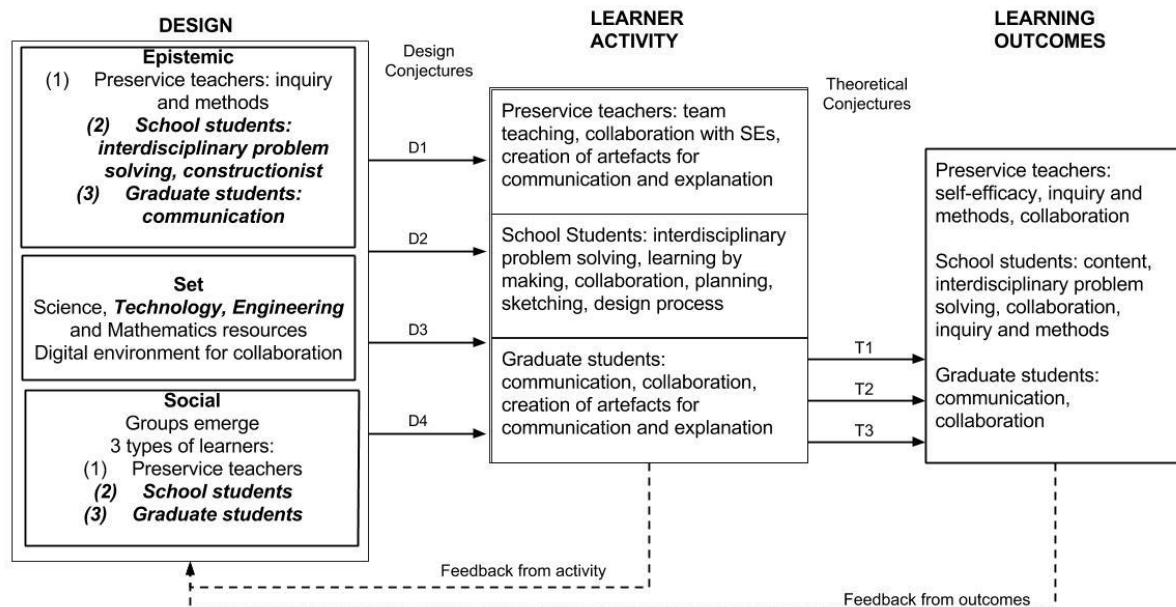 DESIGN
Epistemic
(1) Preservice teachers: inquiry
and methods
(2) School students:
interdisciplinary problem
solving, constructionist
(3) Graduate students:
communication
Set
Science, Technology, Engineering
and Mathematics resources
Digital environment for collaboration
Social
Groups emerge
3 types of learners:
(1) Preservice teachers
(2) School students
(3) Graduate students
Design
Conjectures
D1
D2
D3
D4
LEARNER
ACTIVITY
Preservice teachers: team
teaching, collaboration with SEs,
creation of artefacts for
communication and explanation
School Students: interdisciplinary
problem solving, learning by
making, collaboration, planning,
sketching, design process
Graduate students:
communication, collaboration,
creation of artefacts for
communication and explanation
Theoretical
Conjectures
T1
T2
T3
LEARNING
OUTCOMES
Preservice teachers:
self-efficacy, inquiry and
methods, collaboration
School students: content,
interdisciplinary problem
solving, collaboration,
inquiry and methods
Graduate students:
communication,
collaboration
Feedback from activity
Feedback from outcomes